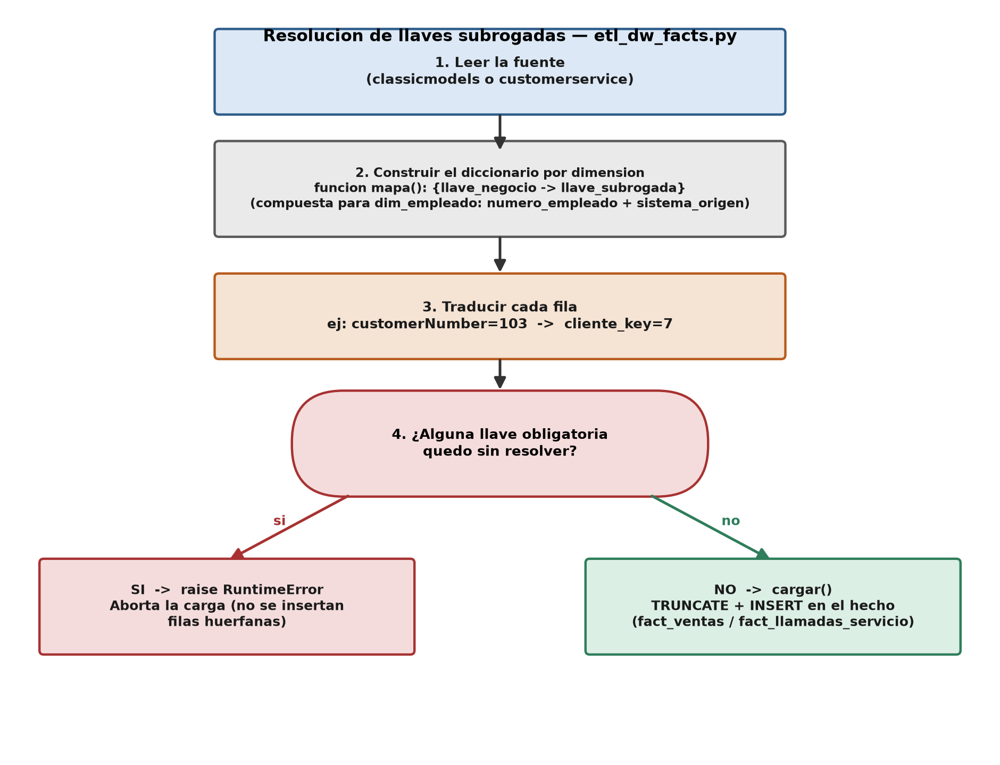 Resolucion de llaves subrogadas — etl_dw_facts.py
1. Leer la fuente
(classicmodels o customerservice)
2. Construir el diccionario por dimension
funcion mapa(): {llave_negocio -> llave_subrogada}
(compuesta para dim_empleado: numero_empleado + sistema_origen)
3. Traducir cada fila
ej: customerNumber=103  ->  cliente_key=7
4. ¿Alguna llave obligatoria
quedo sin resolver?
si
no
SI  ->  raise RuntimeError
Aborta la carga (no se insertan
filas huerfanas)
NO  ->  cargar()
TRUNCATE + INSERT en el hecho
(fact_ventas / fact_llamadas_servicio)